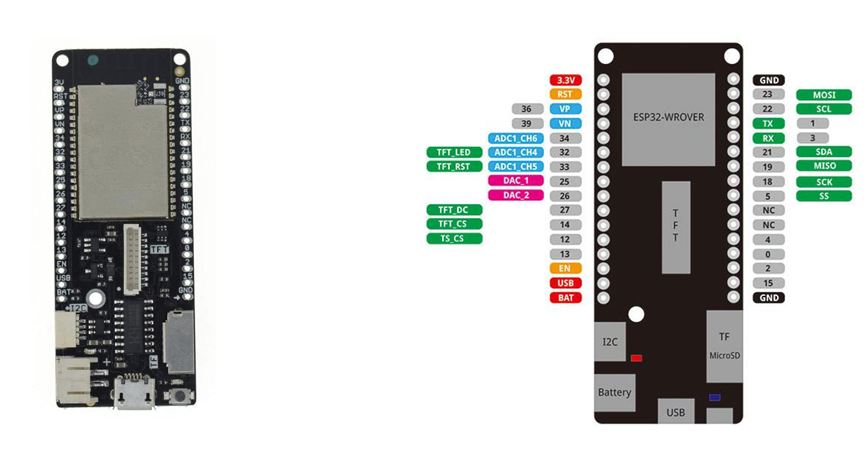 3V GND
RST 23
VP 22
VN TX
34 RX
32 21
33 19
25 18
26 5
27 NC
14 NC
12 4
13 0
EN 2
USB 15
BAT GND
TFT
I2C
TF
+
3.3V GND
RST 23 MOSI
36 VP 22 SCL
39 VN TX 1
ADC1_CH6 34 RX 3
TFT_LED ADC1_CH4 32 21 SDA
TFT_RST ADC1_CH5 33 19 MISO
DAC_1 25 18 SCK
DAC_2 26 5 SS
TFT_DC 27 NC
TFT_CS 14 NC
TS_CS 12 4
13 0
EN 2
USB 15
BAT GND
ESP32-WROVER
T
F
T
I2C
TF
MicroSD
Battery
USB